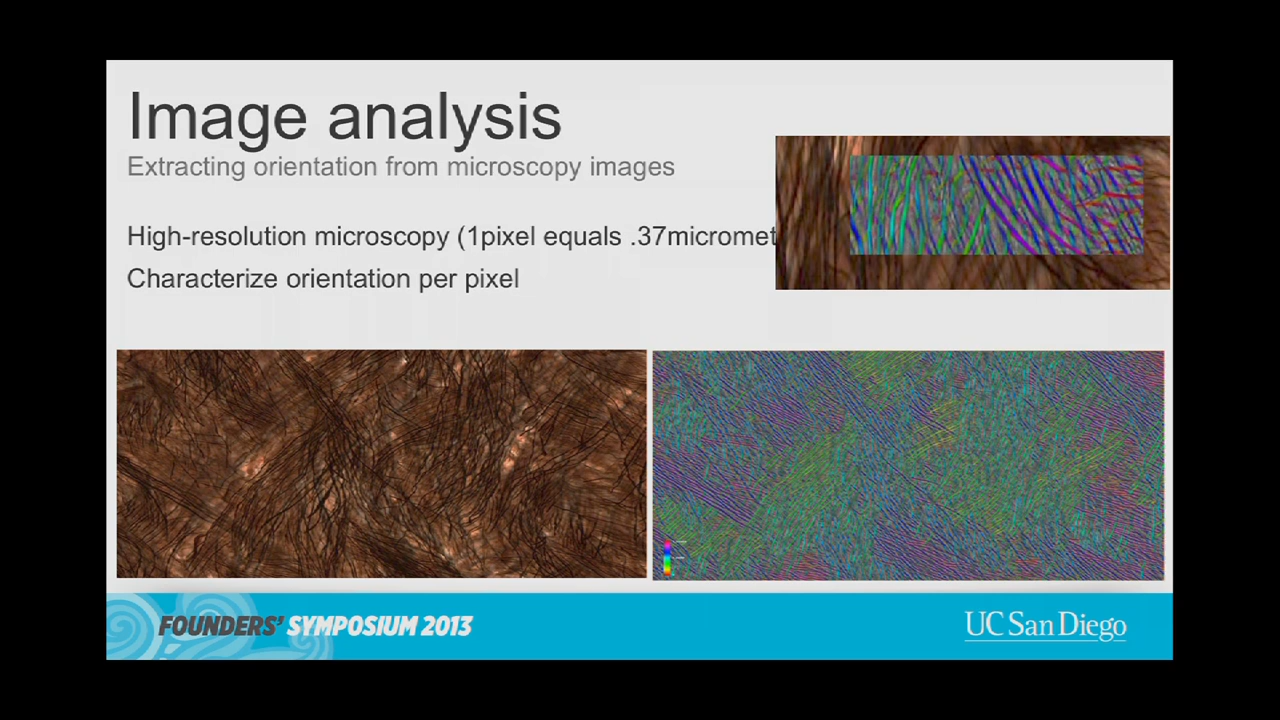 Image analysis
Extracting orientation from microscopy images
High-resolution microscopy (1pixel equals .37micromet
Characterize orientation per pixel
FOUNDERS' SYMPOSIUM 2013
UC San Diego